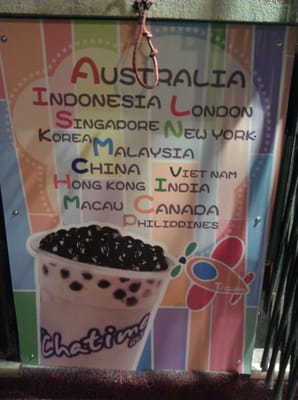 AUSTRALIA
INDONESIA LONDON
SINGAPORE NEW YORK
KOREA MALAYSIA
CHINA VIET NAM
HONG KONG INDIA
MACAU CANADA
PHILIPPINES
Chatime